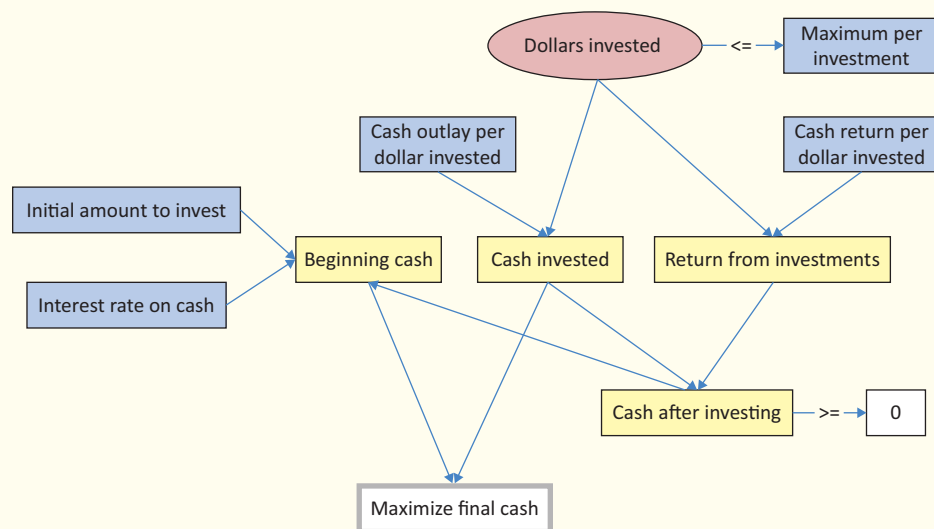 Dollars invested
<=
Maximum per
investment
Cash outlay per
dollar invested
Cash return per
dollar invested
Initial amount to invest
Beginning cash
Cash invested
Return from investments
Interest rate on cash
Cash after investing
>=
0
Maximize final cash